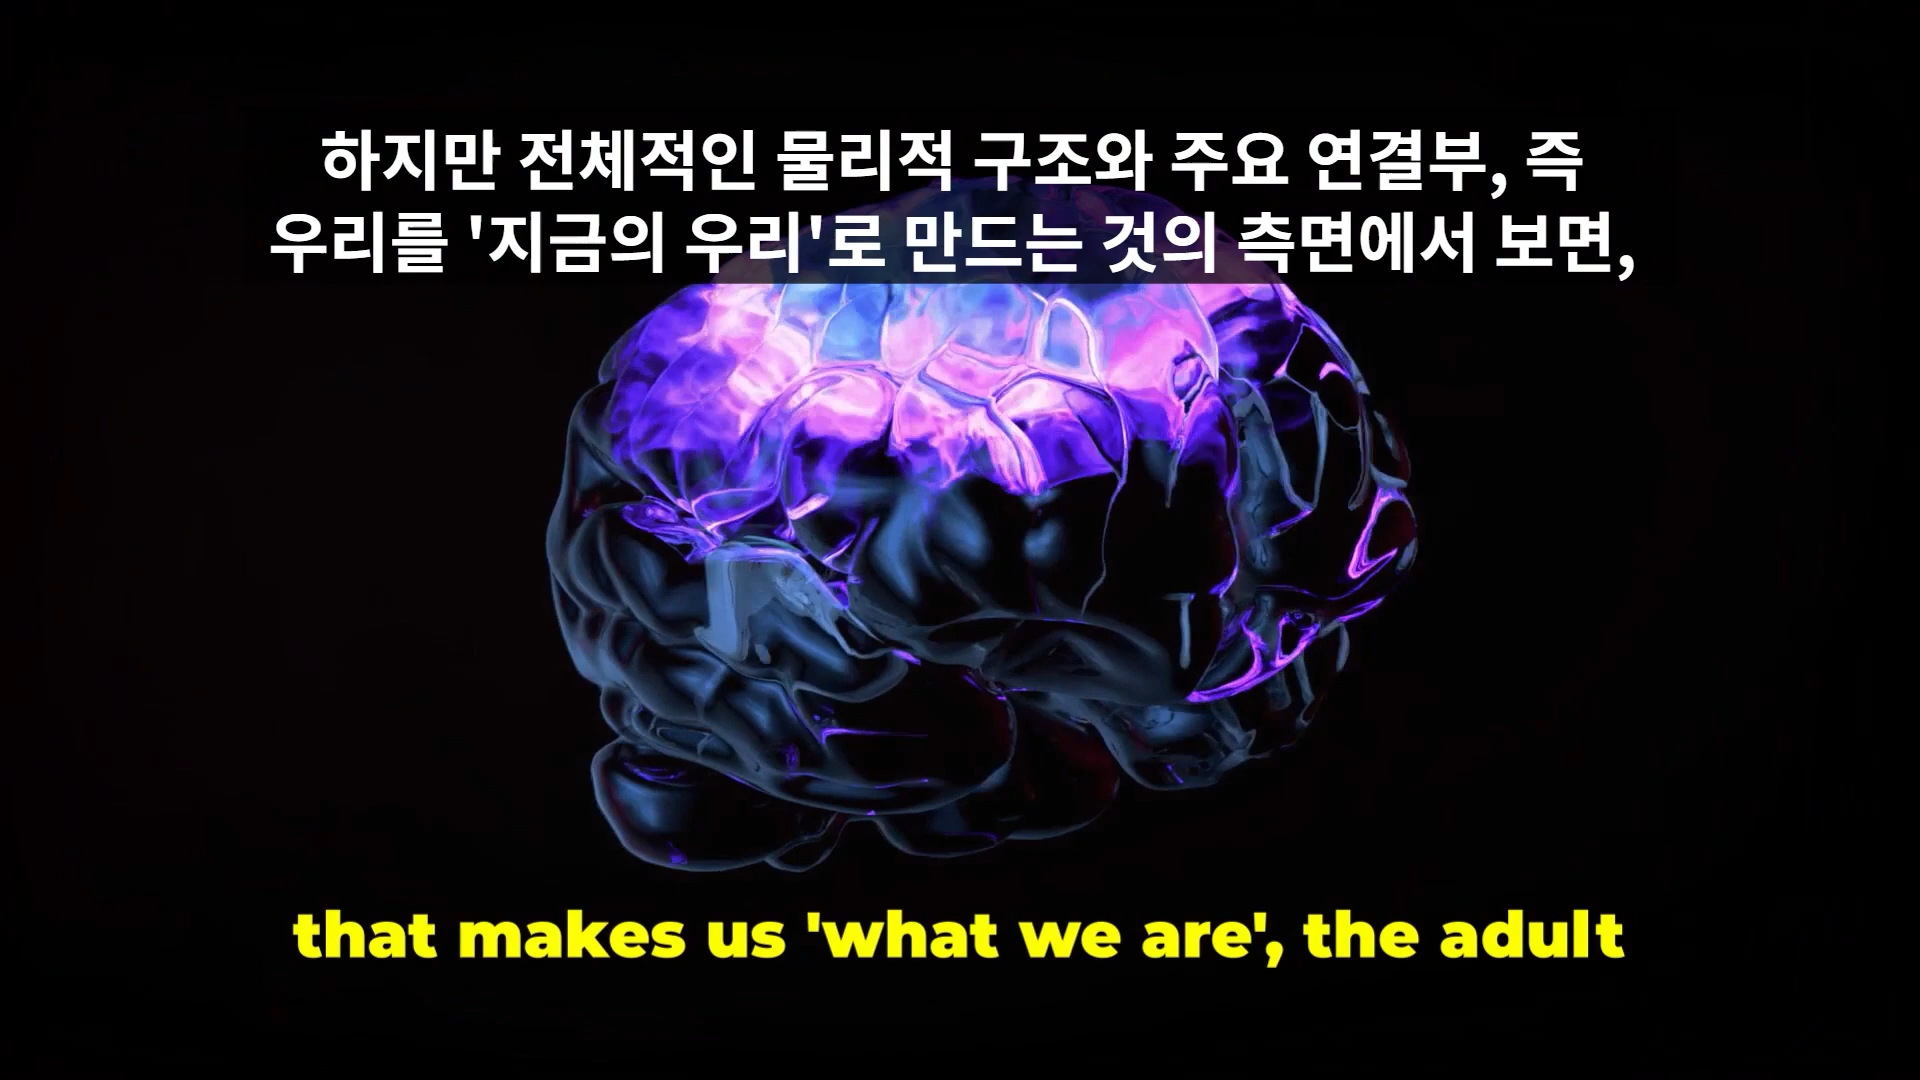 하지만 전체적인 물리적 구조와 주요 연결부, 즉
우리를 '지금의 우리'로 만드는 것의 측면에서 보면,
that makes us 'what we are', the adult